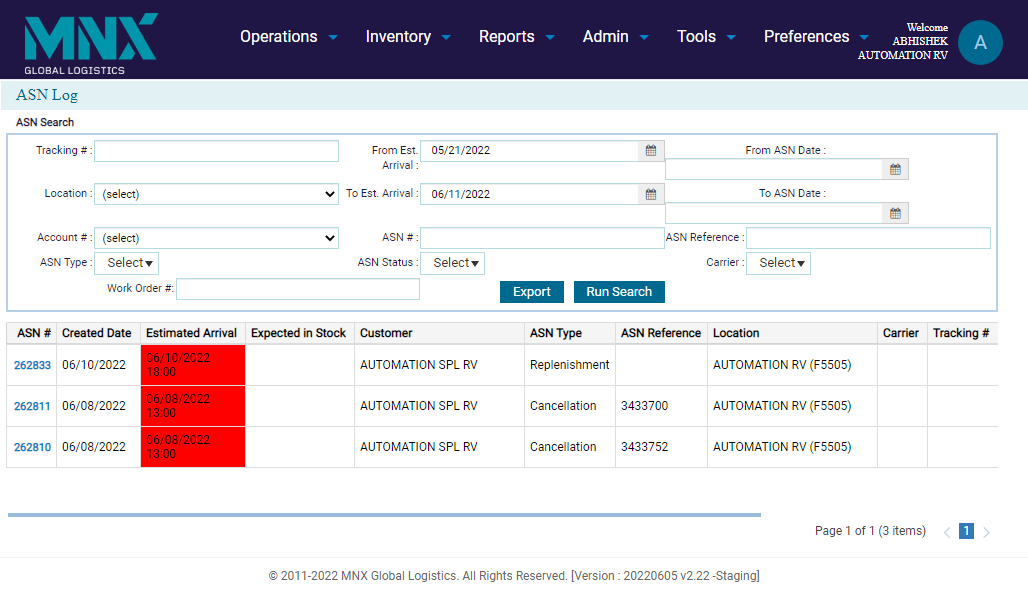 MNX
GLOBAL LOGISTICS
Operations Inventory Reports Admin Tools Preferences
Welcome
ABHISHEK
AUTOMATION RV
A
ASN Log
ASN Search
Tracking # : From Est. Arrival : 05/21/2022 From ASN Date :
Location : (select) To Est. Arrival : 06/11/2022 To ASN Date :
Account # : (select) ASN # : ASN Reference :
ASN Type : Select ASN Status : Select Carrier : Select
Work Order #: Export Run Search
ASN # Created Date Estimated Arrival Expected in Stock Customer ASN Type ASN Reference Location Carrier Tracking #
262833 06/10/2022 06/10/2022 18:00 AUTOMATION SPL RV Replenishment AUTOMATION RV (F5505)
262811 06/08/2022 06/08/2022 13:00 AUTOMATION SPL RV Cancellation 3433700 AUTOMATION RV (F5505)
262810 06/08/2022 06/08/2022 13:00 AUTOMATION SPL RV Cancellation 3433752 AUTOMATION RV (F5505)
Page 1 of 1 (3 items) 1
© 2011-2022 MNX Global Logistics. All Rights Reserved. [Version : 20220605 v2.22 -Staging]